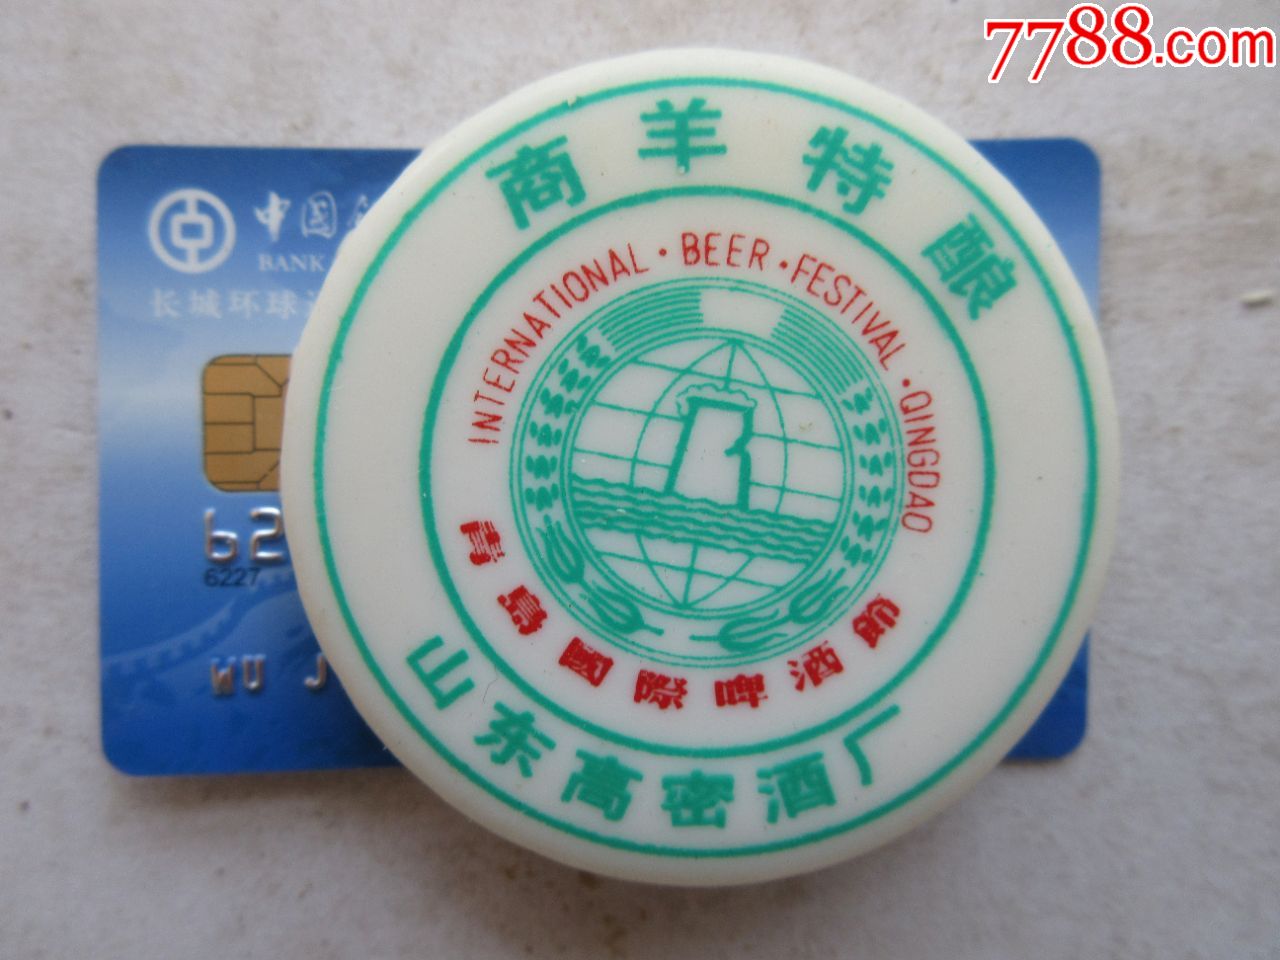 7788.com
中国
BANK
长城环球
62
6227
WU J
商羊特酿
INTERNATIONAL·BEER·FESTIVAL·QINGDAO
青島國際啤酒節
山东高密酒厂